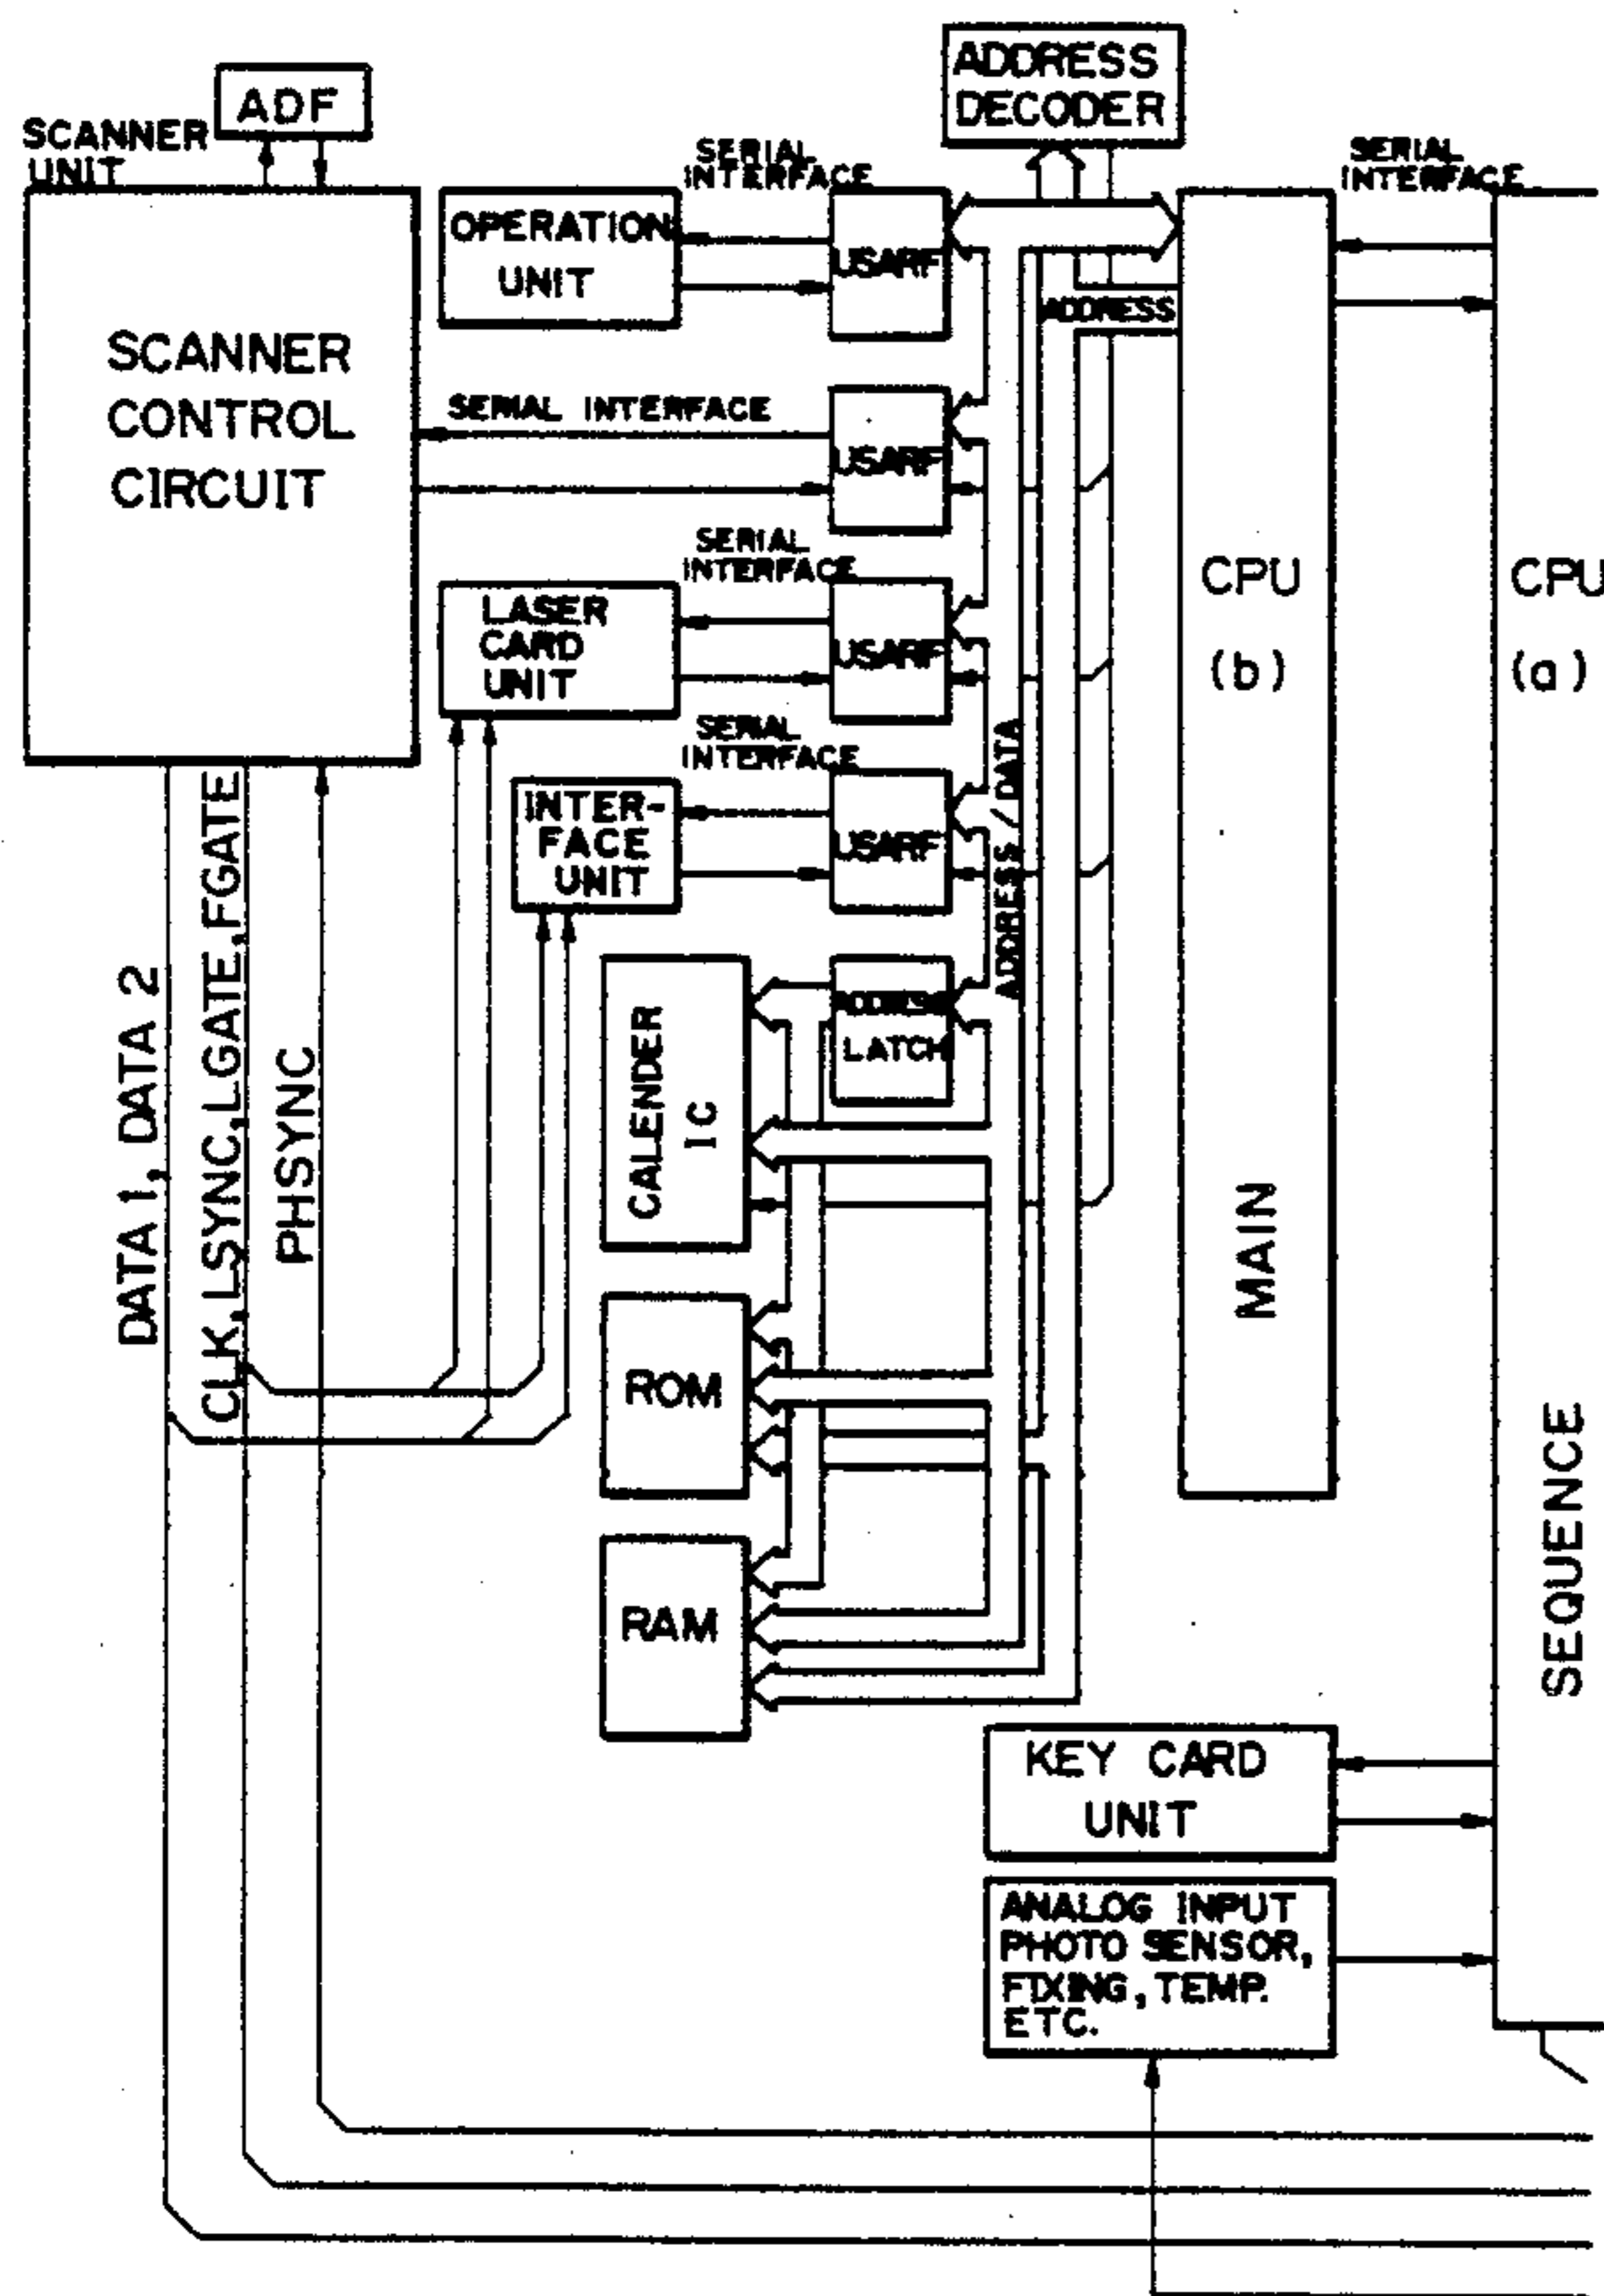 ADDRESS
DECODER
ADF
SCANNER
UNIT
SERIAL
INTERFACE
SERIAL
INTERFACE
OPERATION
UNIT
USARF
ADDRESS
SCANNER
CONTROL
CIRCUIT
SERIAL INTERFACE
USARF
SERIAL
INTERFACE
LASER
CARD
UNIT
USARF
CPU
(b)
CPU
(a)
SERIAL
INTERFACE
INTER-
FACE
UNIT
USARF
ADDRESS / DATA
DATA 1, DATA 2
CLK, LSYNC, LGATE, FGATE
PHSYNC
CALENDER
IC
ADDRESS
LATCH
MAIN
ROM
SEQUENCE
RAM
KEY CARD
UNIT
ANALOG INPUT
PHOTO SENSOR,
FIXING, TEMP.
ETC.